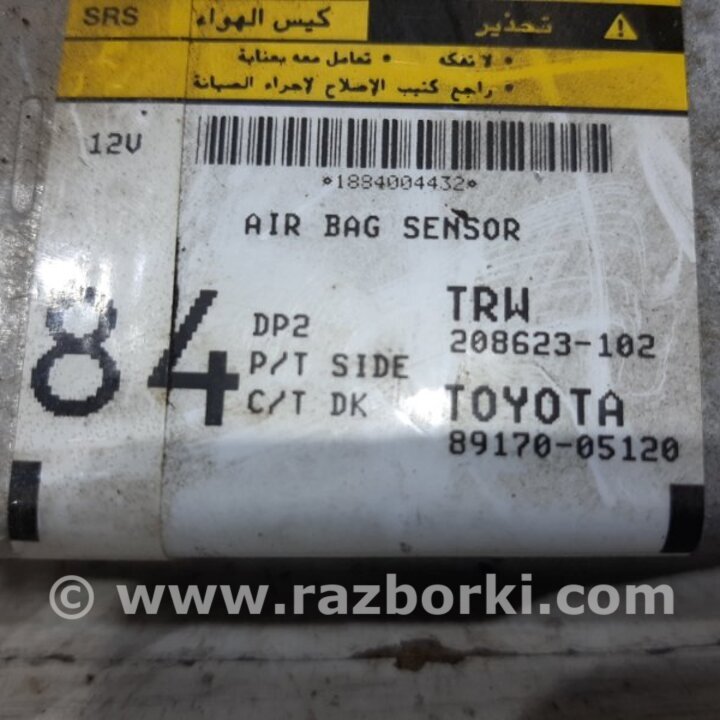 SRS كيس الهواء تحذير
• لا تفكه • تعامل معه بعناية
• راجع كتيب الإصلاح لاجراء الصيانة
12V
*1884004432*
AIR BAG SENSOR
84
DP2
P/T SIDE
C/T DK
TRW
208623-102
TOYOTA
89170-05120
© www.razborki.com